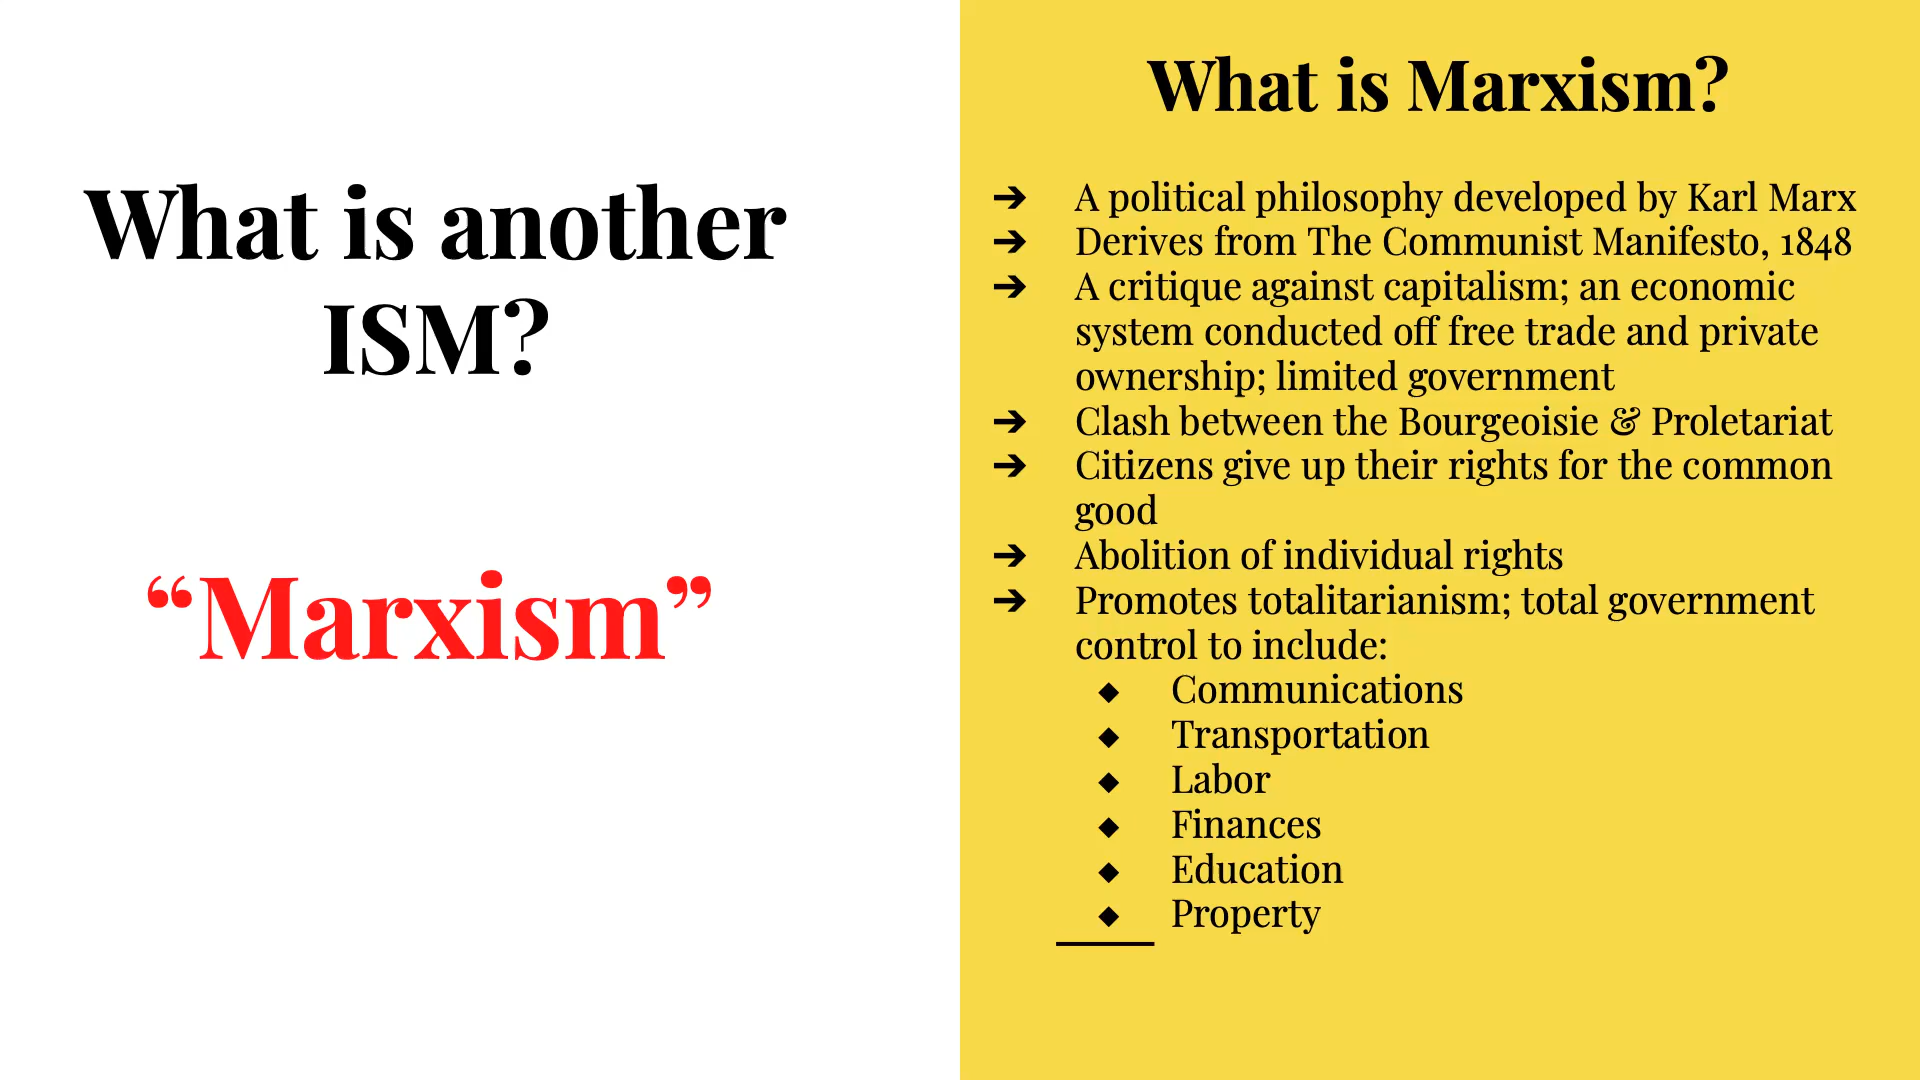 What is another
ISM?
“Marxism”
What is Marxism?
➔ A political philosophy developed by Karl Marx
➔ Derives from The Communist Manifesto, 1848
➔ A critique against capitalism; an economic
system conducted off free trade and private
ownership; limited government
➔ Clash between the Bourgeoisie & Proletariat
➔ Citizens give up their rights for the common
good
➔ Abolition of individual rights
➔ Promotes totalitarianism; total government
control to include:
◆ Communications
◆ Transportation
◆ Labor
◆ Finances
◆ Education
◆ Property